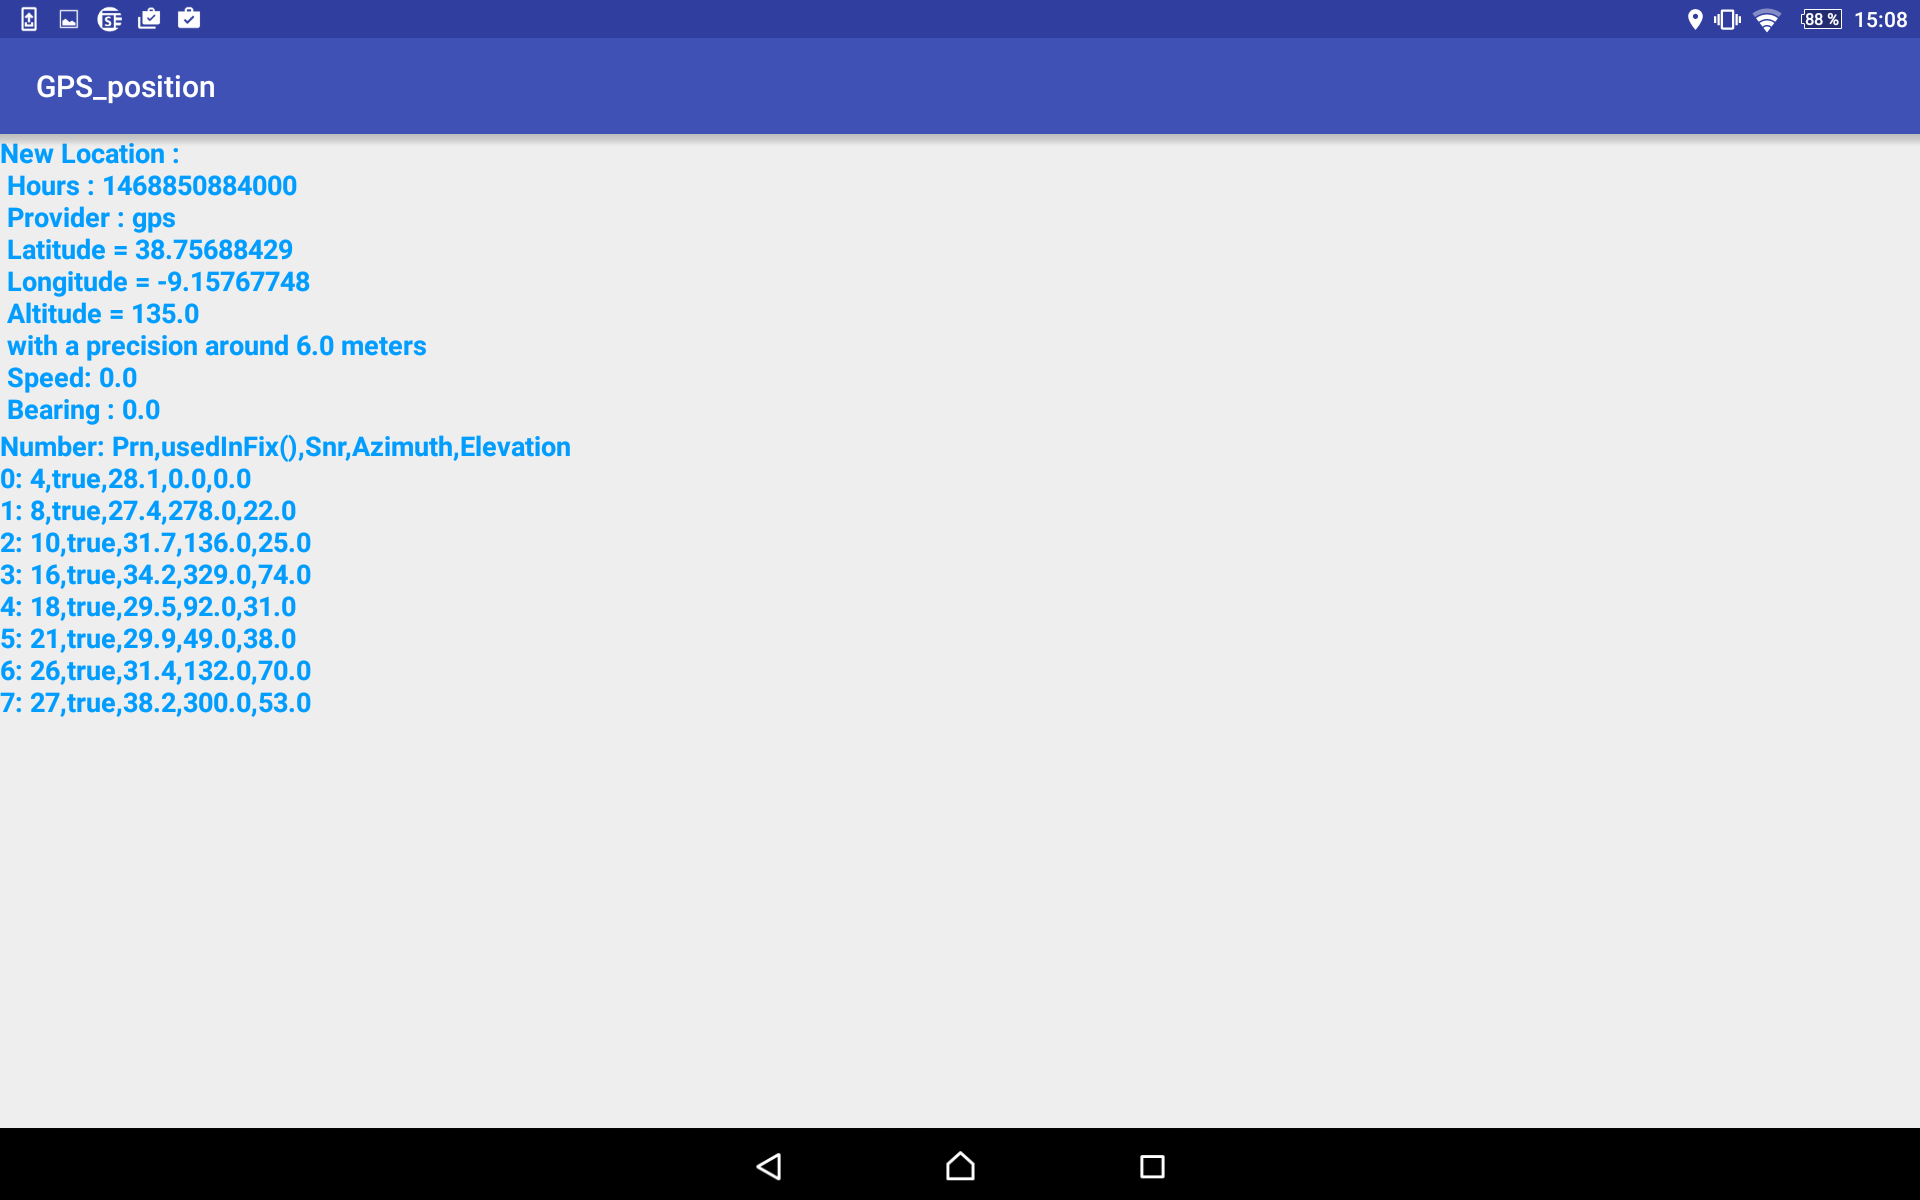 88 % 15:08
GPS_position
New Location :
Hours : 1468850884000
Provider : gps
Latitude = 38.75688429
Longitude = -9.15767748
Altitude = 135.0
with a precision around 6.0 meters
Speed: 0.0
Bearing : 0.0
Number: Prn,usedInFix(),Snr,Azimuth,Elevation
0: 4,true,28.1,0.0,0.0
1: 8,true,27.4,278.0,22.0
2: 10,true,31.7,136.0,25.0
3: 16,true,34.2,329.0,74.0
4: 18,true,29.5,92.0,31.0
5: 21,true,29.9,49.0,38.0
6: 26,true,31.4,132.0,70.0
7: 27,true,38.2,300.0,53.0